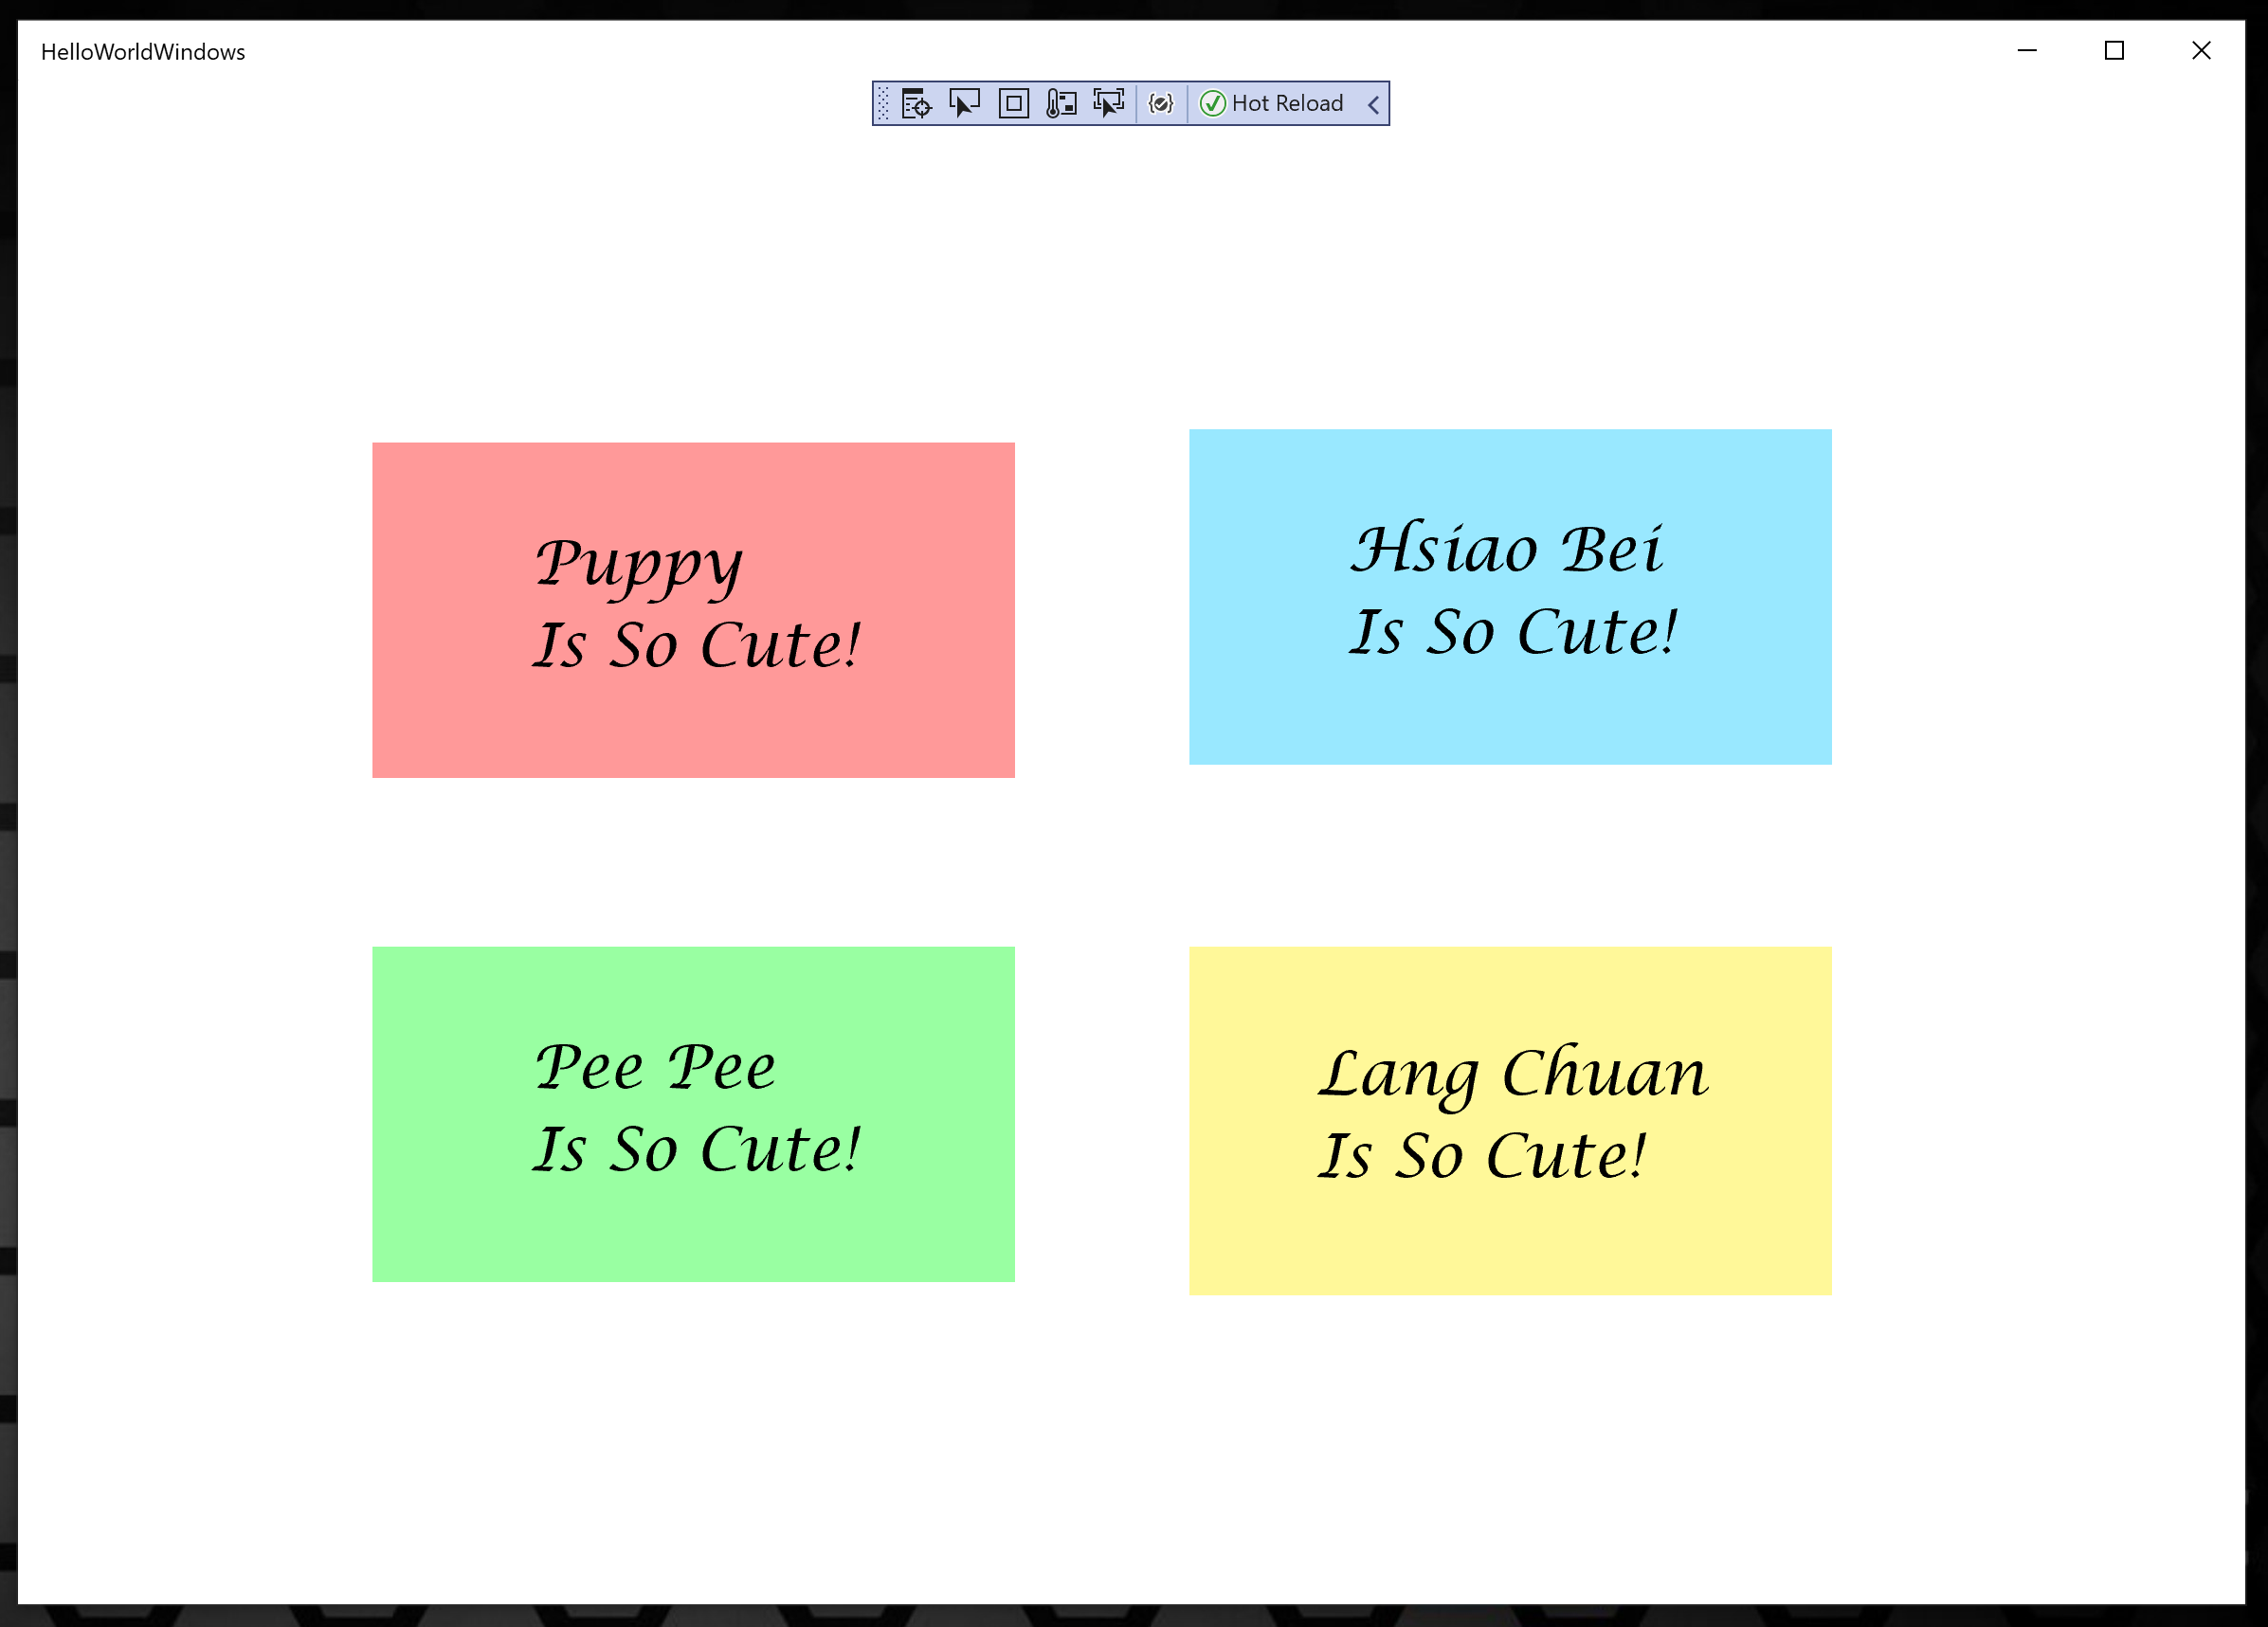 HelloWorldWindows
Hot Reload
Puppy
Is So Cute!
Hsiao Bei
Is So Cute!
Pee Pee
Is So Cute!
Lang Chuan
Is So Cute!